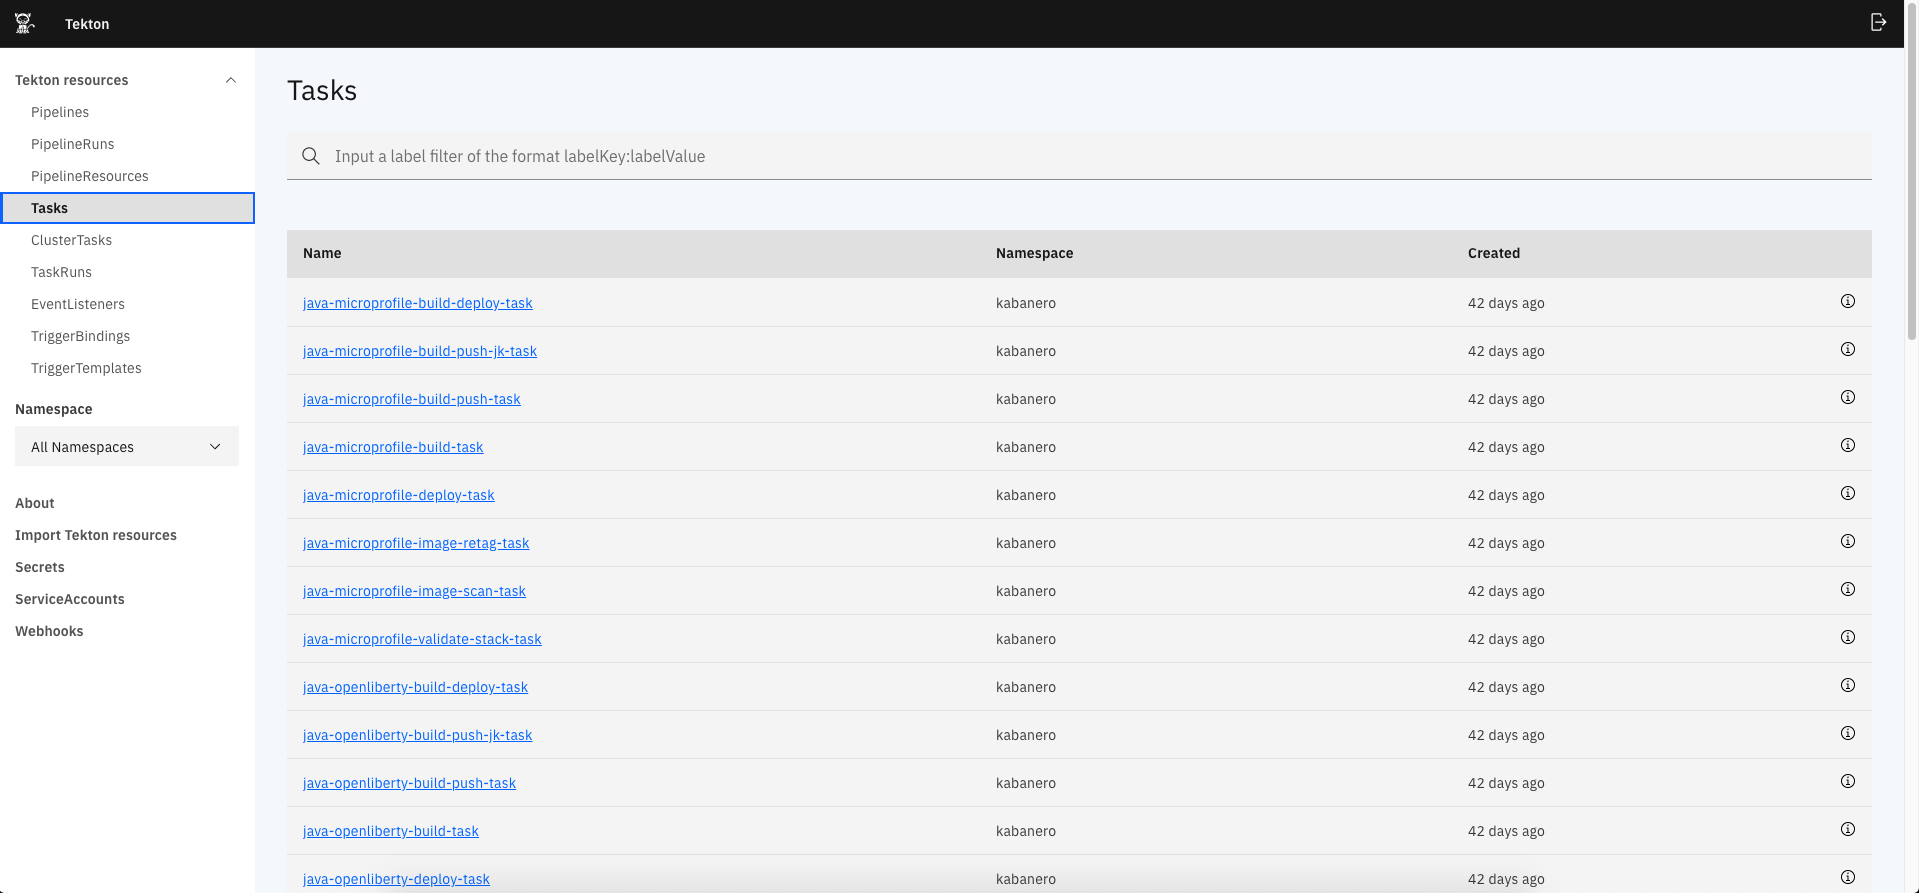 Tekton
Tekton resources
Pipelines
PipelineRuns
PipelineResources
Tasks
ClusterTasks
TaskRuns
EventListeners
TriggerBindings
TriggerTemplates
Namespace
All Namespaces
About
Import Tekton resources
Secrets
ServiceAccounts
Webhooks
Tasks
Input a label filter of the format labelKey:labelValue
Name Namespace Created
java-microprofile-build-deploy-task kabanero 42 days ago
java-microprofile-build-push-jk-task kabanero 42 days ago
java-microprofile-build-push-task kabanero 42 days ago
java-microprofile-build-task kabanero 42 days ago
java-microprofile-deploy-task kabanero 42 days ago
java-microprofile-image-retag-task kabanero 42 days ago
java-microprofile-image-scan-task kabanero 42 days ago
java-microprofile-validate-stack-task kabanero 42 days ago
java-openliberty-build-deploy-task kabanero 42 days ago
java-openliberty-build-push-jk-task kabanero 42 days ago
java-openliberty-build-push-task kabanero 42 days ago
java-openliberty-build-task kabanero 42 days ago
java-openliberty-deploy-task kabanero 42 days ago